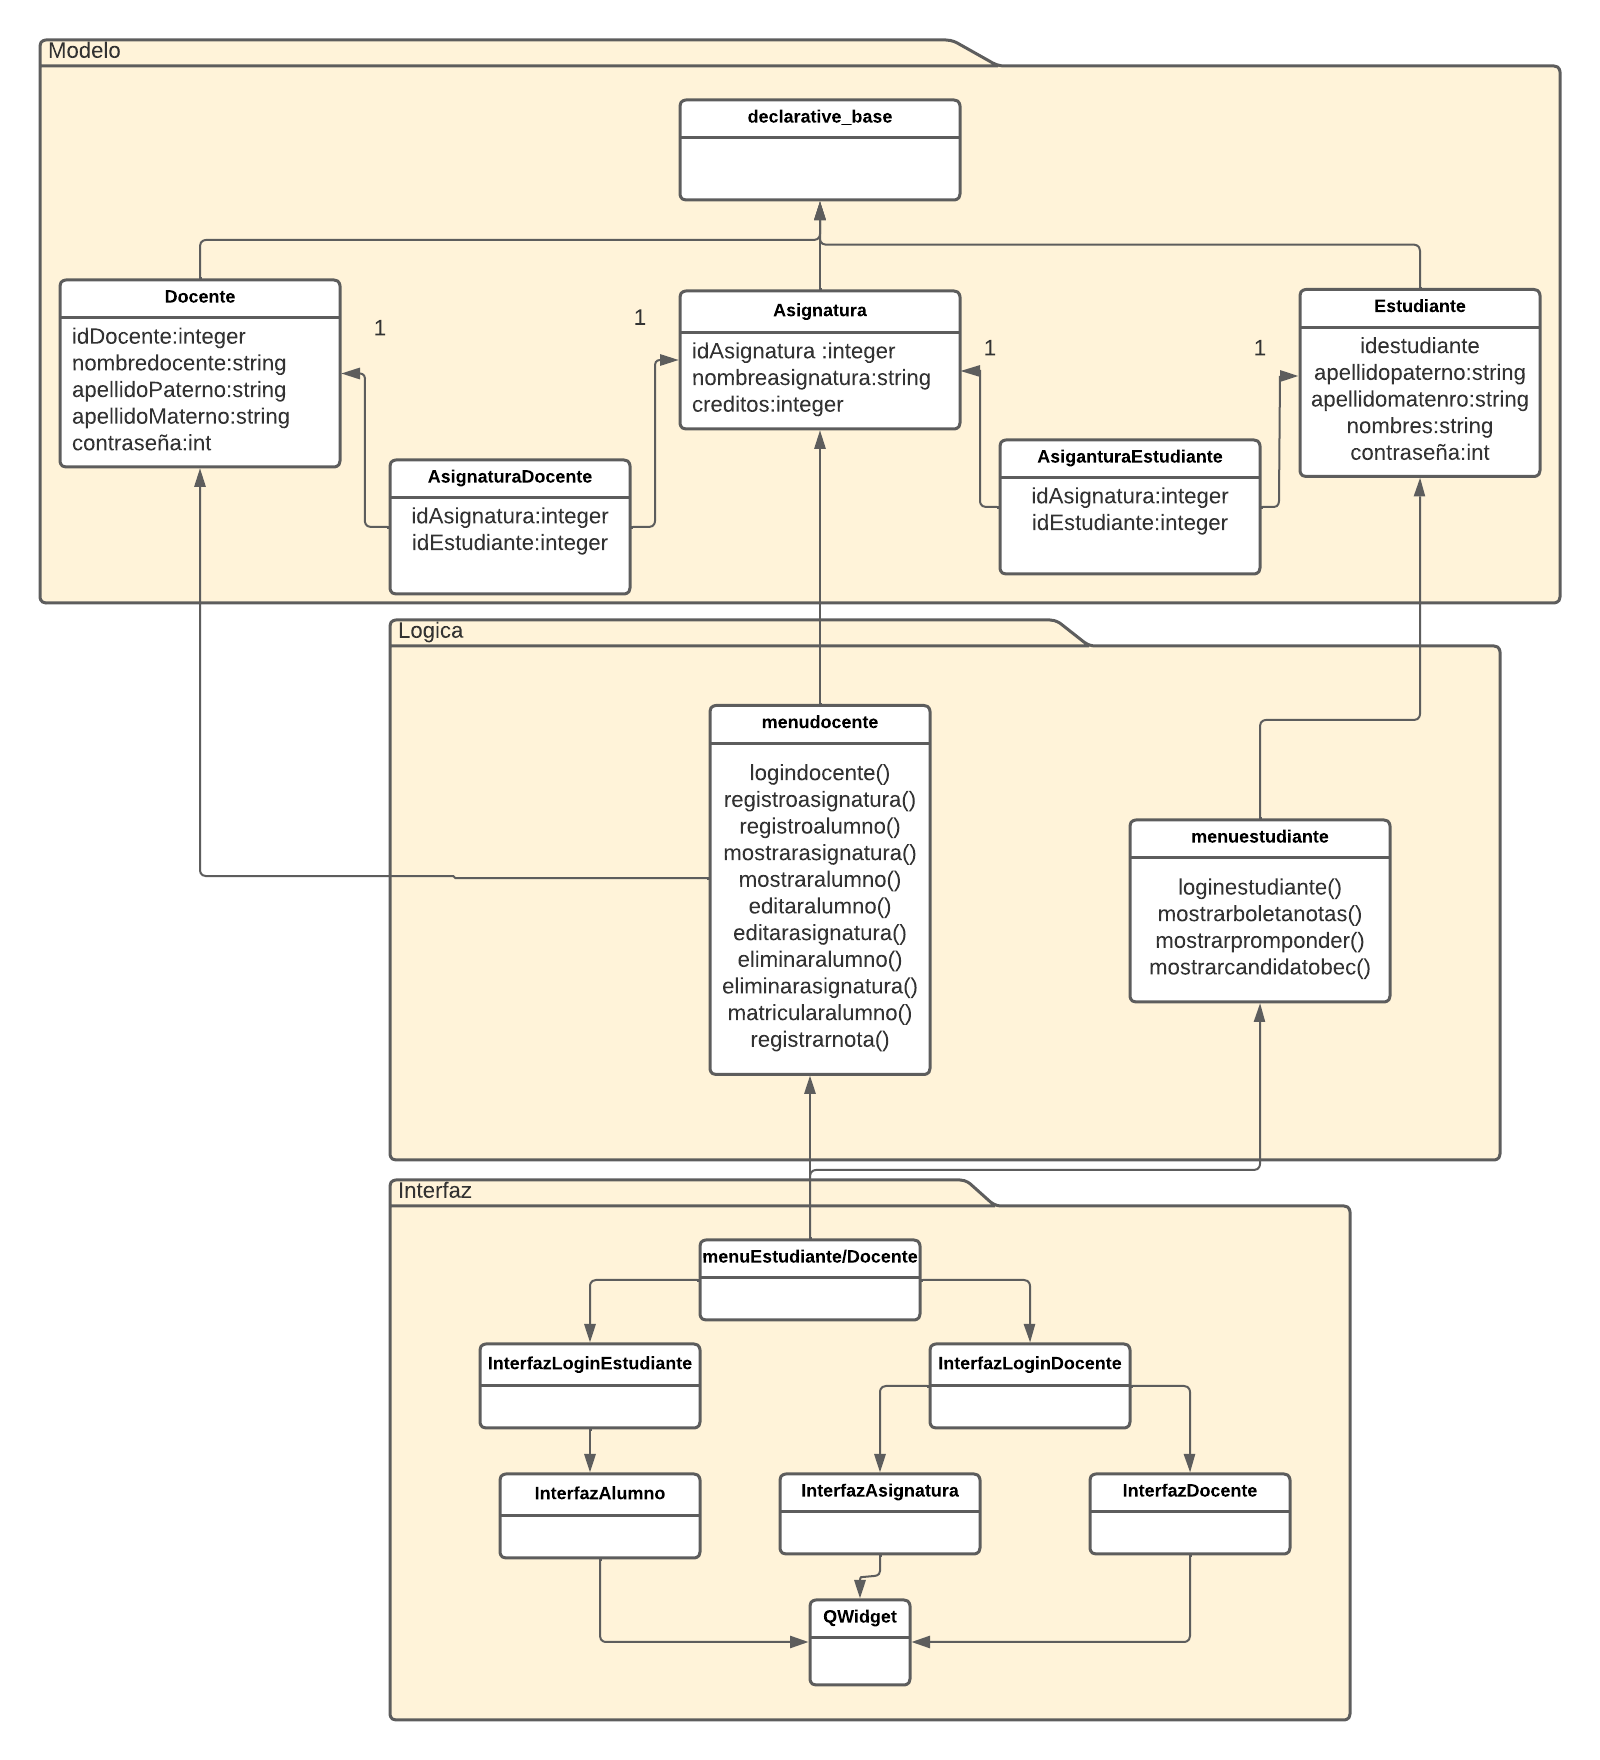 Modelo
declarative_base
Docente
idDocente:integer
nombredocente:string
apellidoPaterno:string
apellidoMaterno:string
contraseña:int
1
1
Asignatura
idAsignatura :integer
nombreasignatura:string
creditos:integer
1
1
Estudiante
idestudiante
apellidopaterno:string
apellidomatenro:string
nombres:string
contraseña:int
AsignaturaDocente
idAsignatura:integer
idEstudiante:integer
AsiganturaEstudiante
idAsignatura:integer
idEstudiante:integer
Logica
menudocente
logindocente()
registroasignatura()
registroalumno()
mostrarasignatura()
mostraralumno()
editaralumno()
editarasignatura()
eliminaralumno()
eliminarasignatura()
matricularalumno()
registrarnota()
menuestudiante
loginestudiante()
mostrarboletanotas()
mostrarpromponder()
mostrarcandidatobec()
Interfaz
menuEstudiante/Docente
InterfazLoginEstudiante
InterfazLoginDocente
InterfazAlumno
InterfazAsignatura
InterfazDocente
QWidget